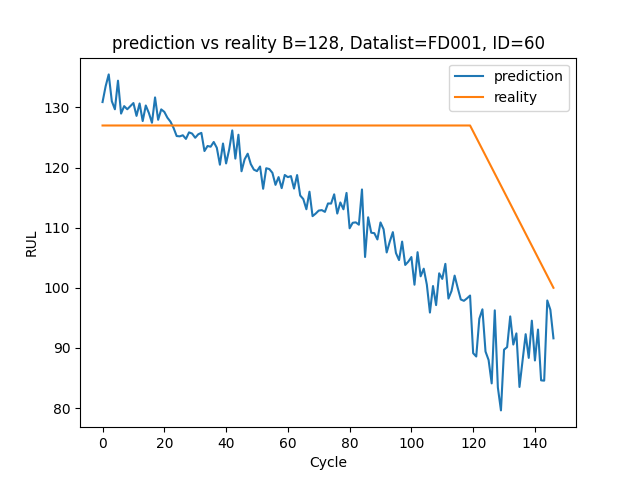 prediction vs reality B=128, Datalist=FD001, ID=60
prediction
reality
130
120
110
100
90
80
RUL
0 20 40 60 80 100 120 140
Cycle